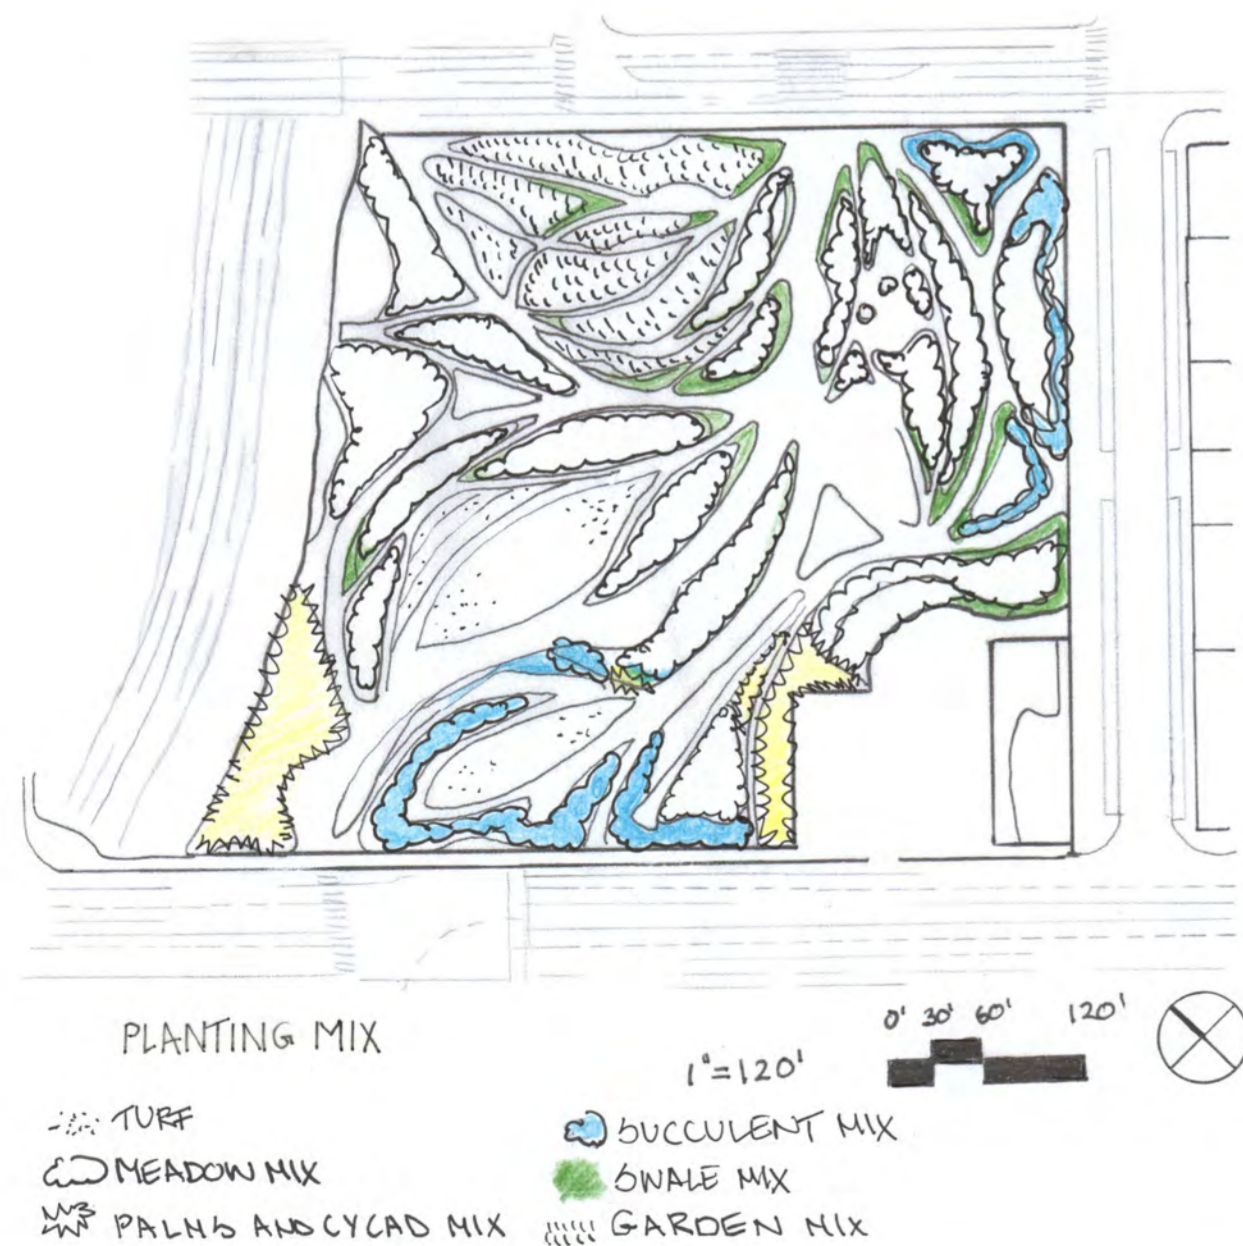 0' 30' 60' 120'
PLANTING MIX
1"=120'
TURF
MEADOW MIX
PALMS AND CYCAD MIX
SUCCULENT MIX
SWALE MIX
GARDEN MIX